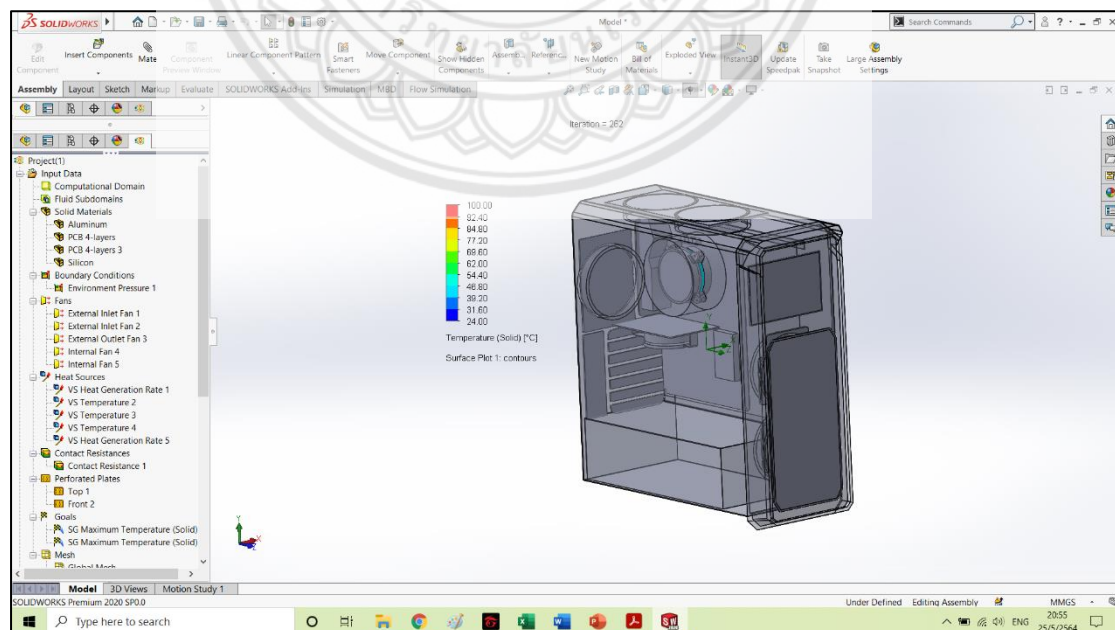 SOLIDWORKS
Model *
Search Commands
Edit Component
Insert Components
Mate
Component Preview Window
Linear Component Pattern
Smart Fasteners
Move Component
Show Hidden Components
Assemb...
Referenc...
New Motion Study
Bill of Materials
Exploded View
Instant3D
Update Speedpak
Take Snapshot
Large Assembly Settings
Assembly Layout Sketch Markup Evaluate SOLIDWORKS Add-Ins Simulation MBD Flow Simulation
Iteration = 262
Project(1)
Input Data
Computational Domain
Fluid Subdomains
Solid Materials
Aluminum
PCB 4-layers
PCB 4-layers 3
Silicon
Boundary Conditions
Environment Pressure 1
Fans
External Inlet Fan 1
External Inlet Fan 2
External Outlet Fan 3
Internal Fan 4
Internal Fan 5
Heat Sources
VS Heat Generation Rate 1
VS Temperature 2
VS Temperature 3
VS Temperature 4
VS Heat Generation Rate 5
Contact Resistances
Contact Resistance 1
Perforated Plates
Top 1
Front 2
Goals
SG Maximum Temperature (Solid)
SG Maximum Temperature (Solid)
Mesh
Global Mesh
100.00
92.40
84.80
77.20
69.60
62.00
54.40
46.80
39.20
31.60
24.00
Temperature (Solid) [°C]
Surface Plot 1: contours
Y
X
Z
Model 3D Views Motion Study 1
SOLIDWORKS Premium 2020 SP0.0
Under Defined Editing Assembly MMGS
Type here to search
ENG
20:55
25/5/2564